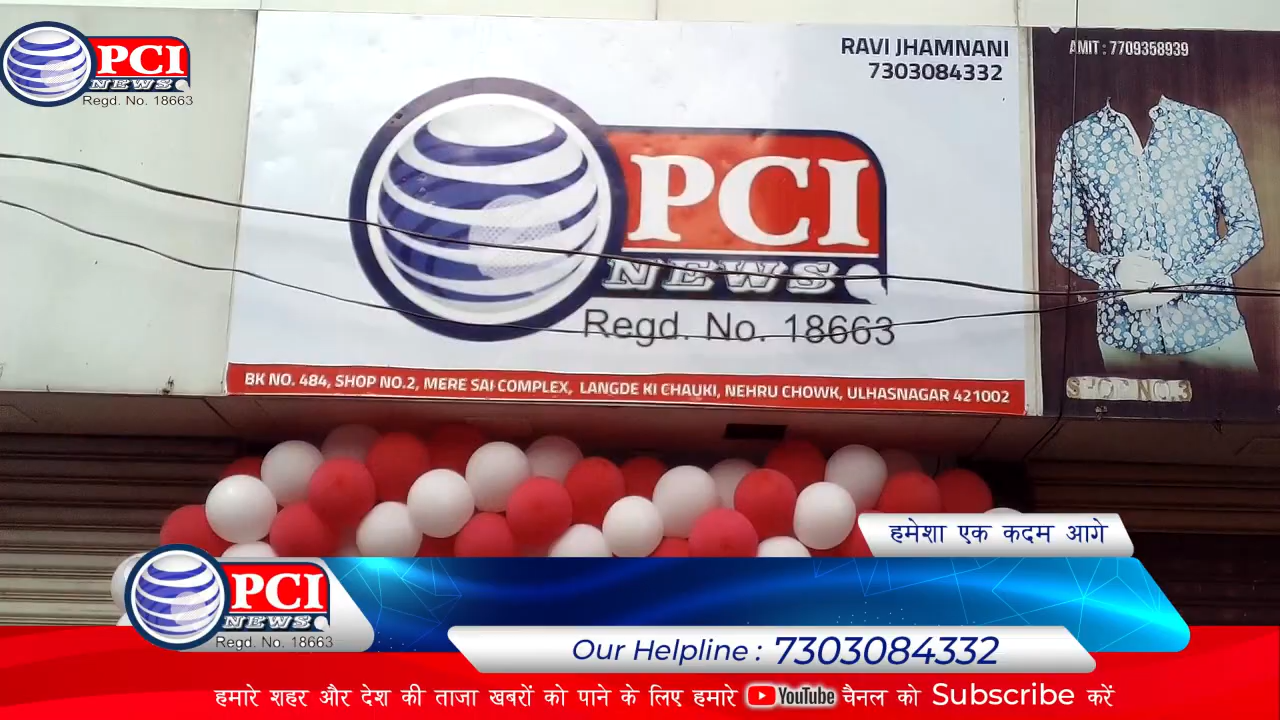 PCI
NEWS
Regd. No. 18663
RAVI JHAMNANI
7303084332
AMIT : 7709358939
PCI
NEWS
Regd. No. 18663
BK NO. 484, SHOP NO.2, MERE SAI COMPLEX, LANGDE KI CHAUKI, NEHRU CHOWK, ULHASNAGAR 421002
SHOP NO.3
हमेशा एक कदम आगे
PCI
NEWS
Regd. No. 18663
Our Helpline : 7303084332
हमारे शहर और देश की ताजा खबरों को पाने के लिए हमारे YouTube चैनल को Subscribe करें